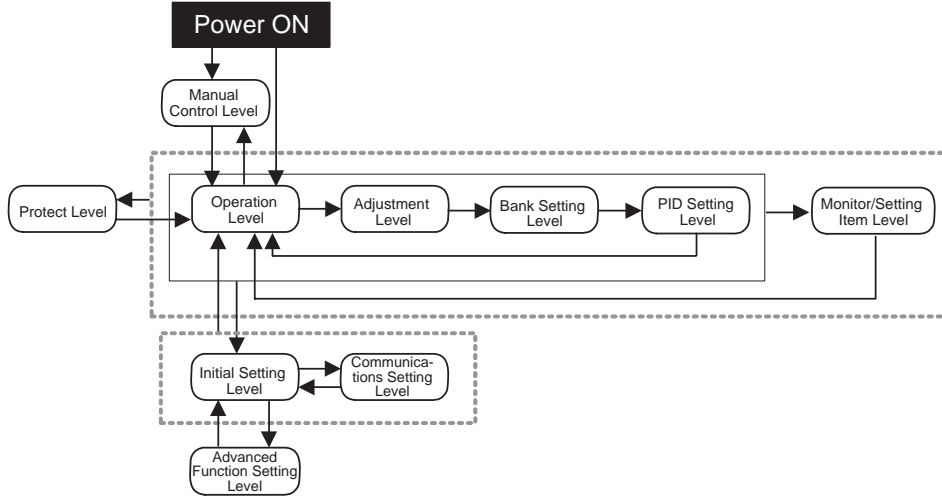 Power ON
Manual
Control Level
Protect Level
Operation
Level
Adjustment
Level
Bank Setting
Level
PID Setting
Level
Monitor/Setting
Item Level
Initial Setting
Level
Communica-
tions Setting
Level
Advanced
Function Setting
Level